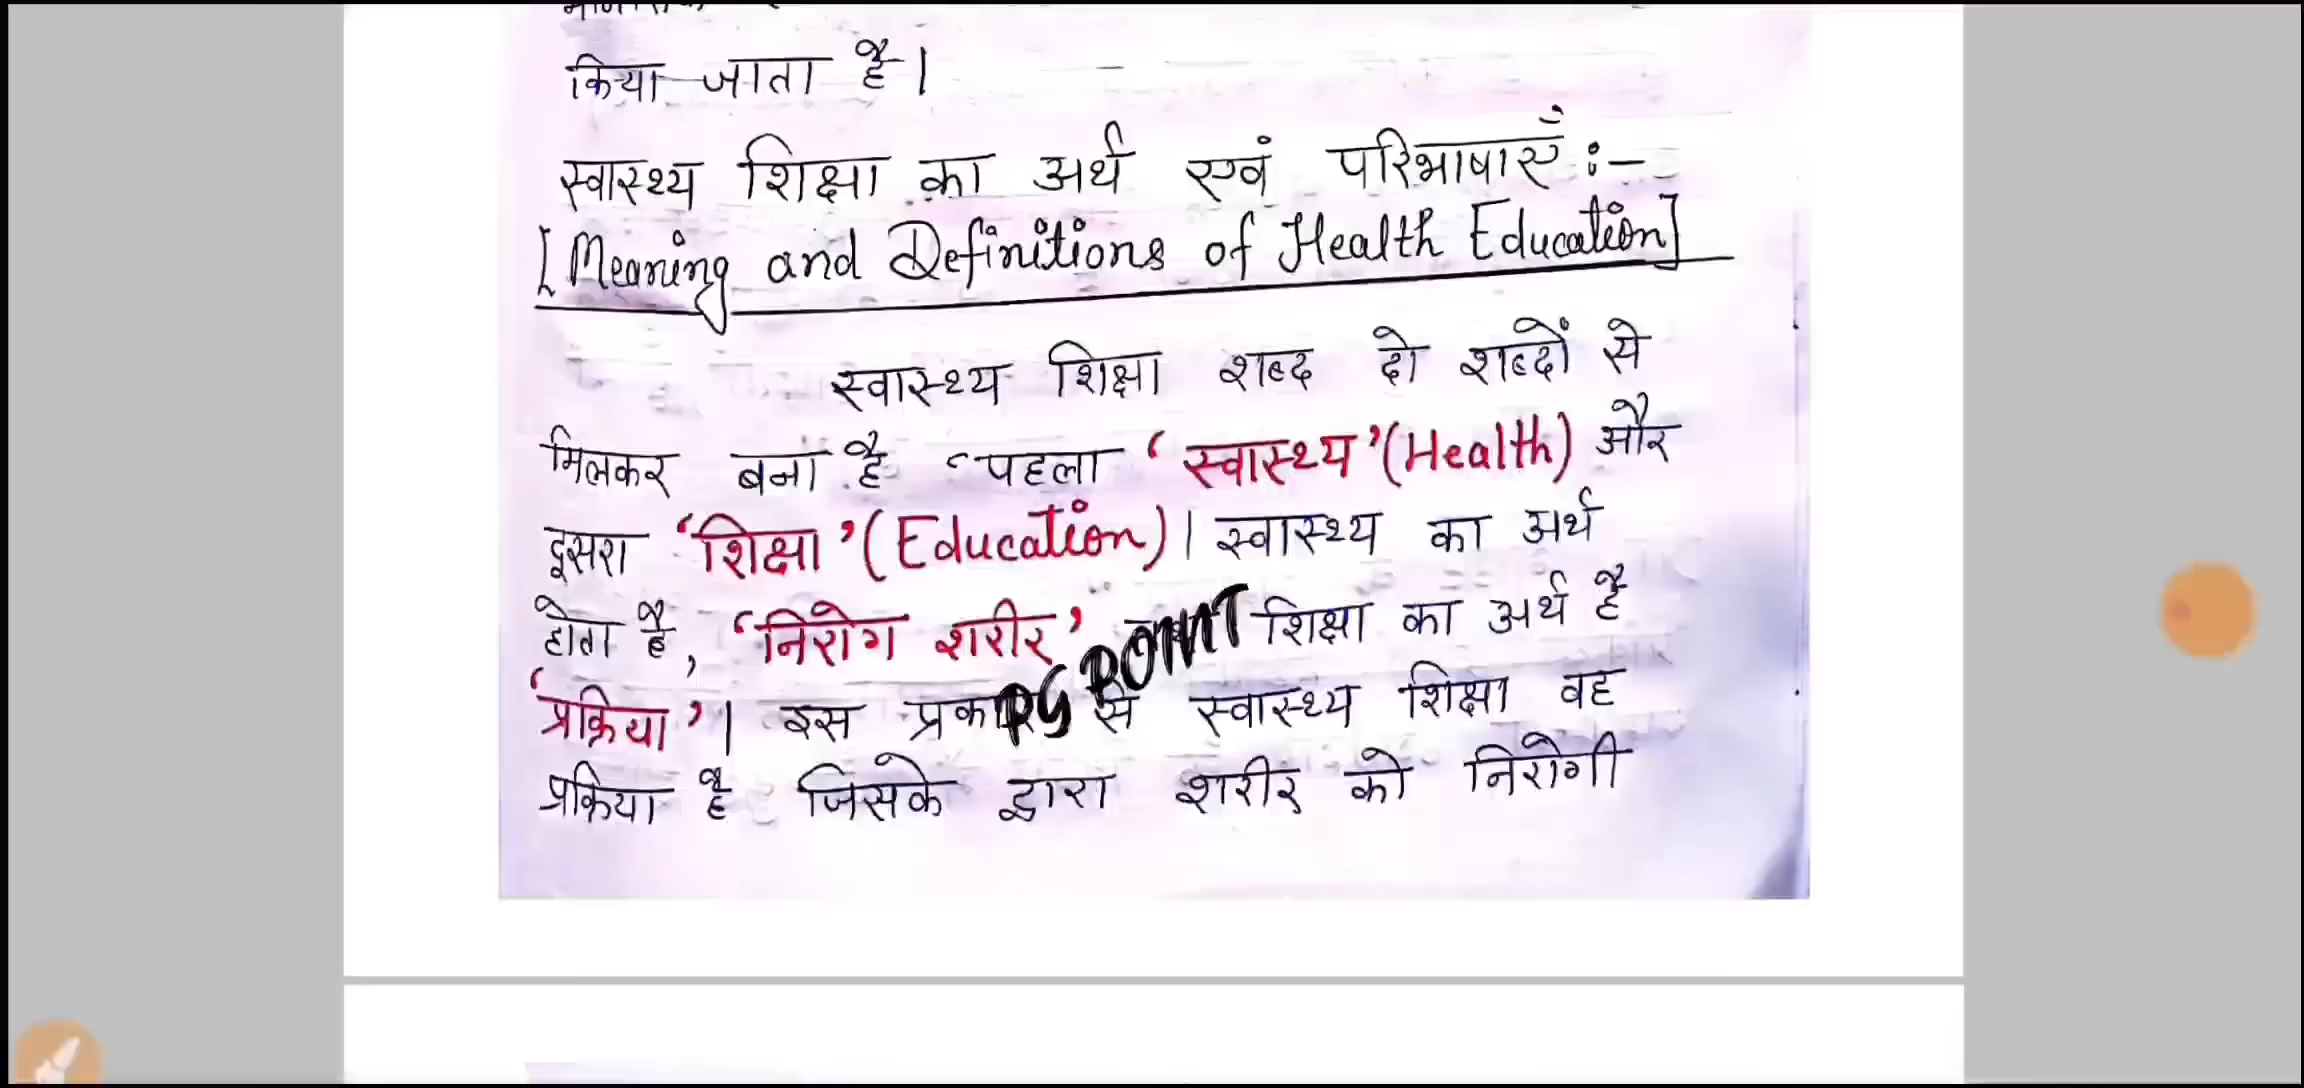 किया जाता है।
स्वास्थ्य शिक्षा का अर्थ एवं परिभाषाएँ :-
[Meaning and Definitions of Health Education]
स्वास्थ्य शिक्षा शब्द दो शब्दों से
मिलकर बना है पहला ‘स्वास्थ्य’ (Health) और
दूसरा ‘शिक्षा’ (Education)। स्वास्थ्य का अर्थ
होता है, ‘निरोग शरीर’ शिक्षा का अर्थ है
PG POINT
‘प्रक्रिया’। इस प्रकार से स्वास्थ्य शिक्षा वह
प्रक्रिया है जिसके द्वारा शरीर को निरोगी